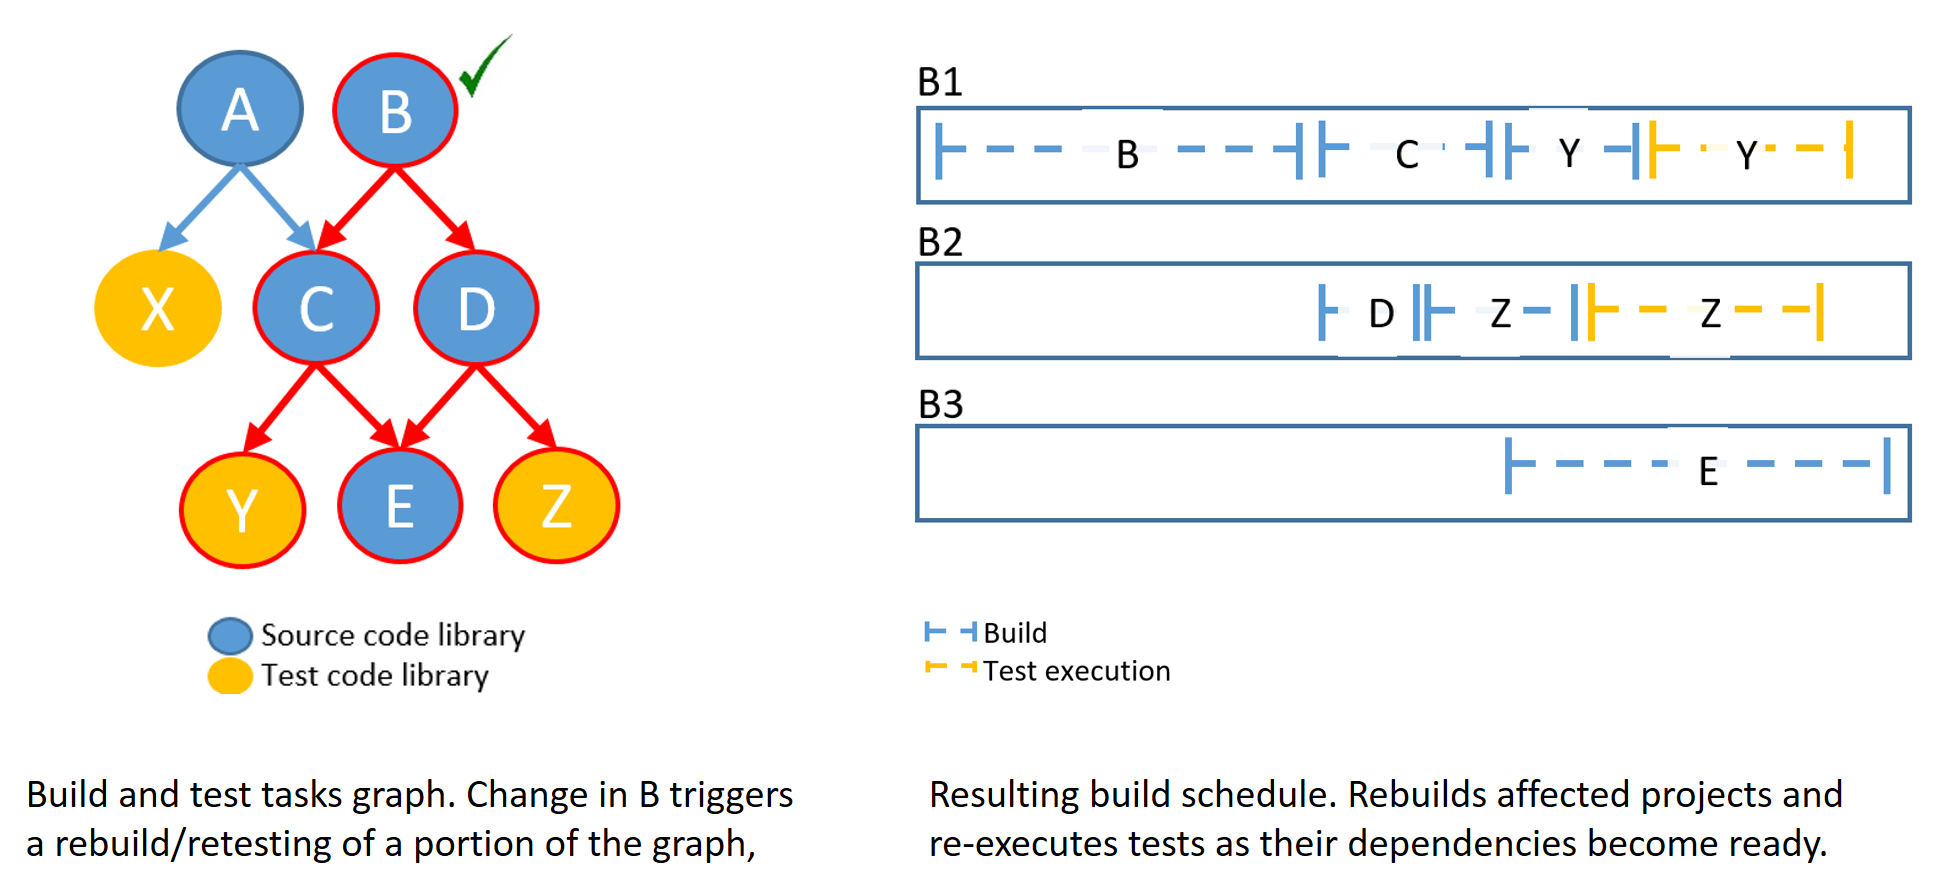 A B
X C D
Y E Z
Source code library
Test code library
Build and test tasks graph. Change in B triggers
a rebuild/retesting of a portion of the graph,
B1
B C Y Y
B2
D Z Z
B3
E
Build
Test execution
Resulting build schedule. Rebuilds affected projects and
re-executes tests as their dependencies become ready.